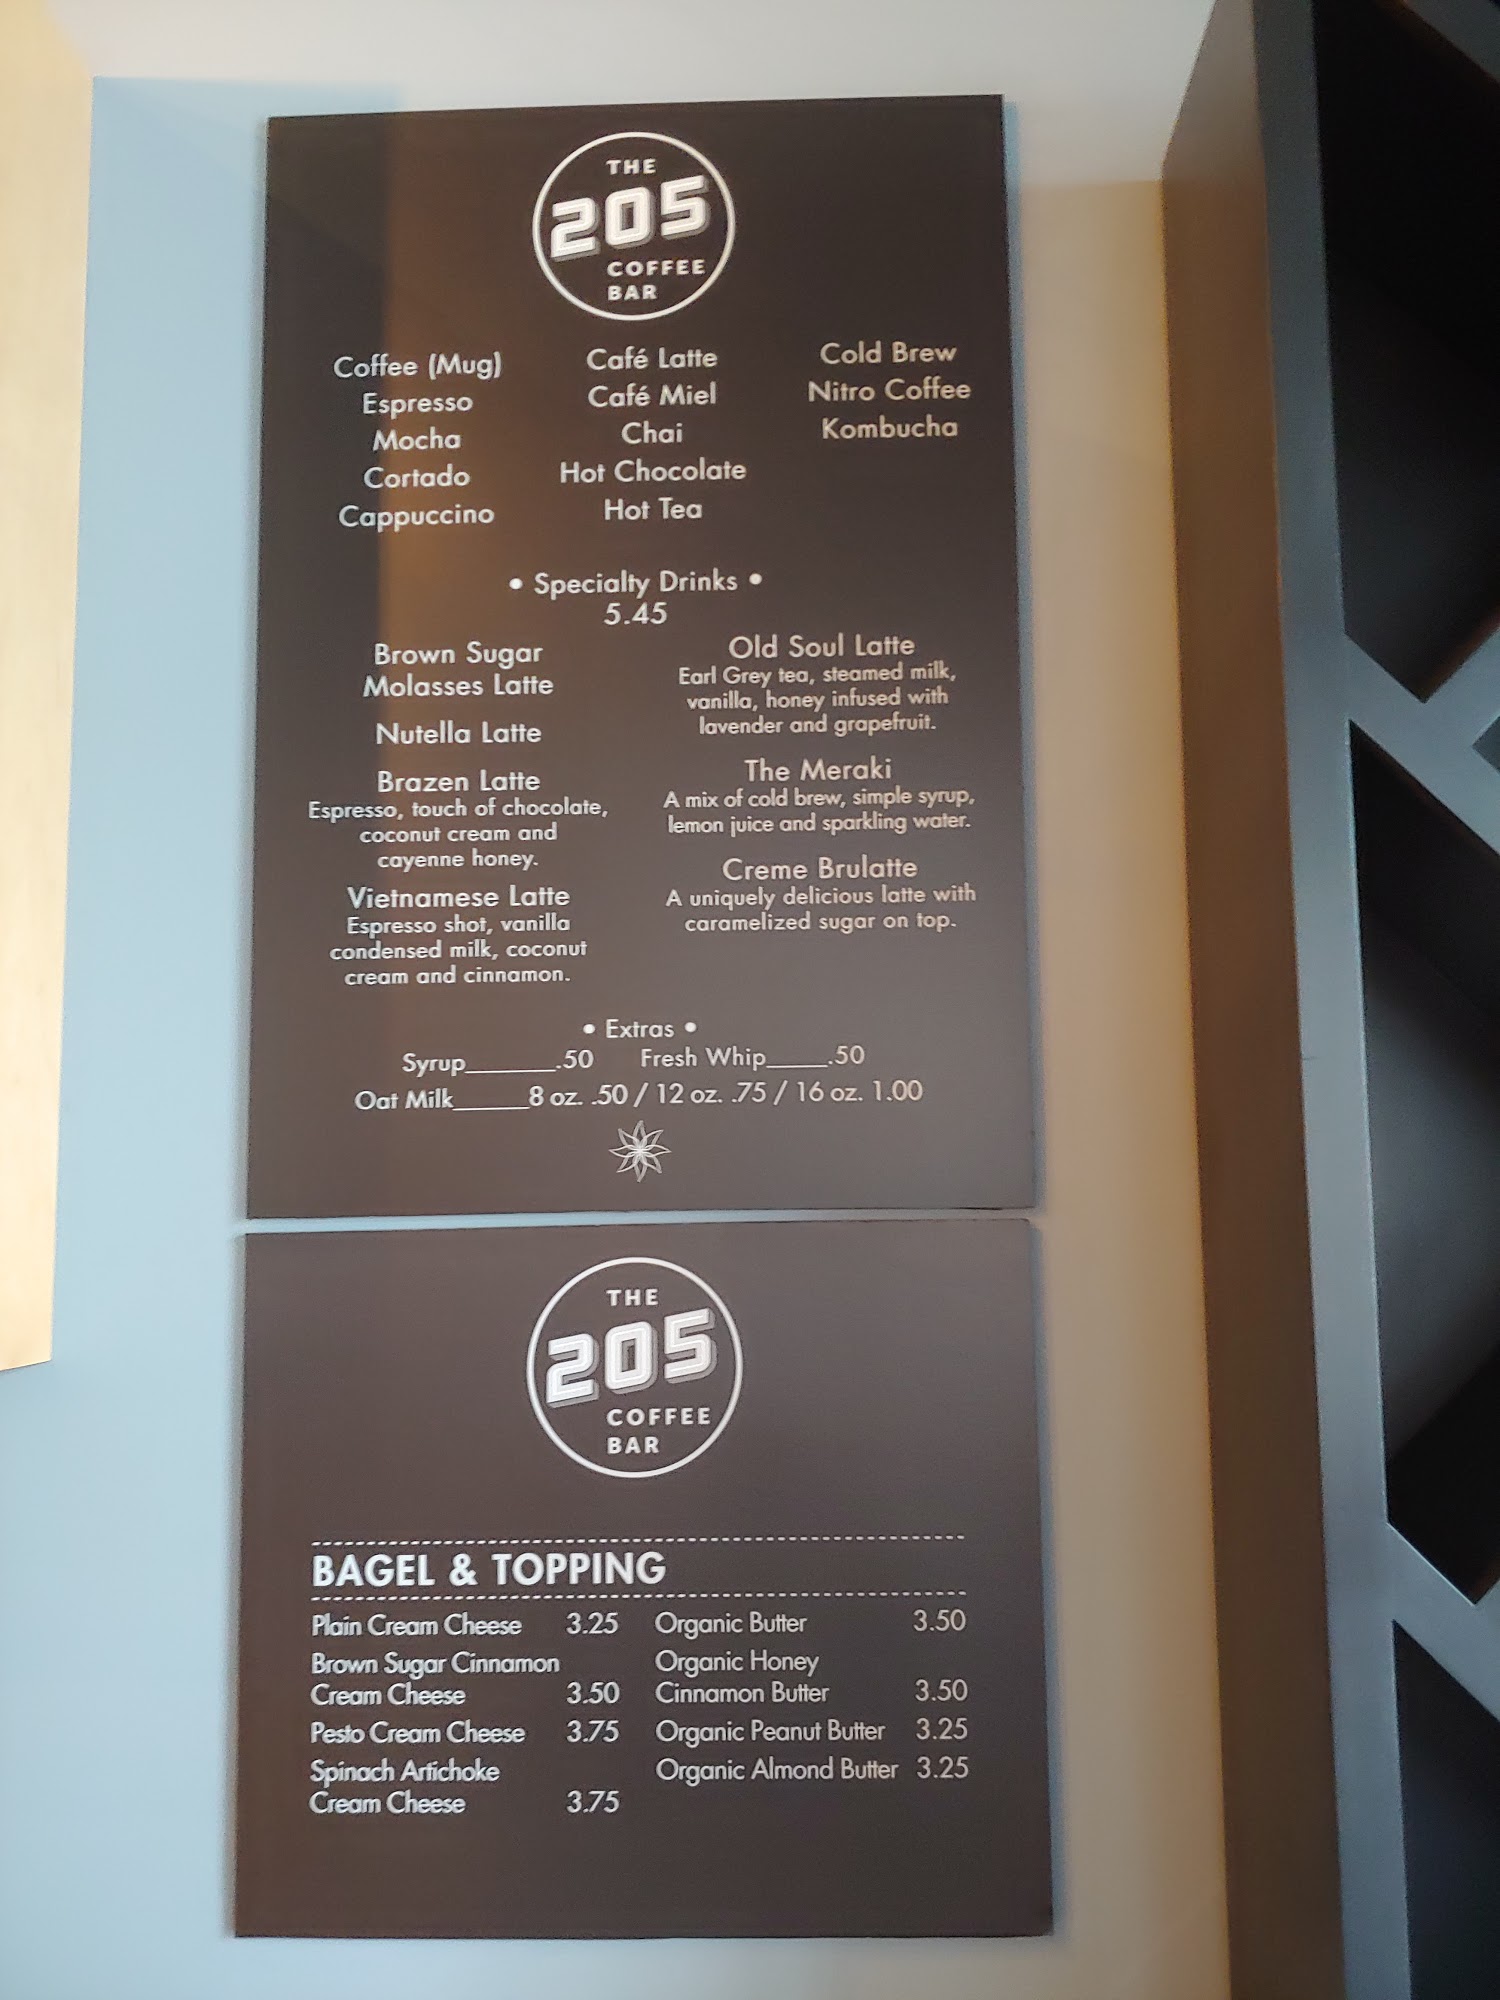 THE
205
COFFEE
BAR
Coffee (Mug)
Espresso
Mocha
Cortado
Cappuccino
Café Latte
Café Miel
Chai
Hot Chocolate
Hot Tea
Cold Brew
Nitro Coffee
Kombucha
• Specialty Drinks •
5.45
Brown Sugar
Molasses Latte
Nutella Latte
Brazen Latte
Espresso, touch of chocolate,
coconut cream and
cayenne honey.
Vietnamese Latte
Espresso shot, vanilla
condensed milk, coconut
cream and cinnamon.
Old Soul Latte
Earl Grey tea, steamed milk,
vanilla, honey infused with
lavender and grapefruit.
The Meraki
A mix of cold brew, simple syrup,
lemon juice and sparkling water.
Creme Brulatte
A uniquely delicious latte with
caramelized sugar on top.
• Extras •
Syrup_______.50 Fresh Whip_____.50
Oat Milk______8 oz. .50 / 12 oz. .75 / 16 oz. 1.00
THE
205
COFFEE
BAR
BAGEL & TOPPING
Plain Cream Cheese 3.25
Brown Sugar Cinnamon
Cream Cheese 3.50
Pesto Cream Cheese 3.75
Spinach Artichoke
Cream Cheese 3.75
Organic Butter 3.50
Organic Honey
Cinnamon Butter 3.50
Organic Peanut Butter 3.25
Organic Almond Butter 3.25